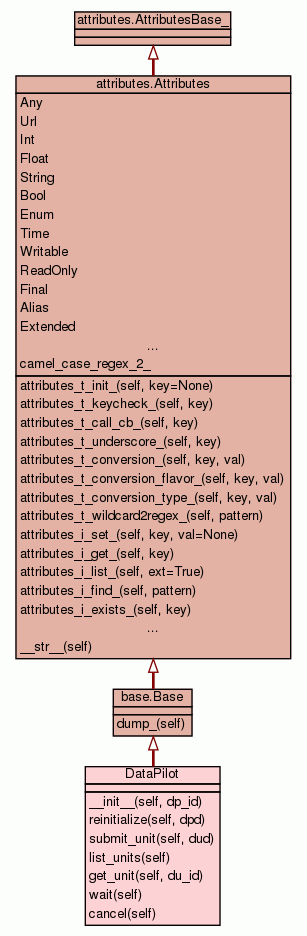 attributes.AttributesBase_
attributes.Attributes
Any
Url
Int
Float
String
Bool
Enum
Time
Writable
ReadOnly
Final
Alias
Extended
...
camel_case_regex_2_
attributes_t_init_(self, key=None)
attributes_t_keycheck_(self, key)
attributes_t_call_cb_(self, key)
attributes_t_underscore_(self, key)
attributes_t_conversion_(self, key, val)
attributes_t_conversion_flavor_(self, key, val)
attributes_t_conversion_type_(self, key, val)
attributes_t_wildcard2regex_(self, pattern)
attributes_i_set_(self, key, val=None)
attributes_i_get_(self, key)
attributes_i_list_(self, ext=True)
attributes_i_find_(self, pattern)
attributes_i_exists_(self, key)
...
__str__(self)
base.Base
dump_(self)
DataPilot
__init__(self, dp_id)
reinitialize(self, dpd)
submit_unit(self, dud)
list_units(self)
get_unit(self, du_id)
wait(self)
cancel(self)